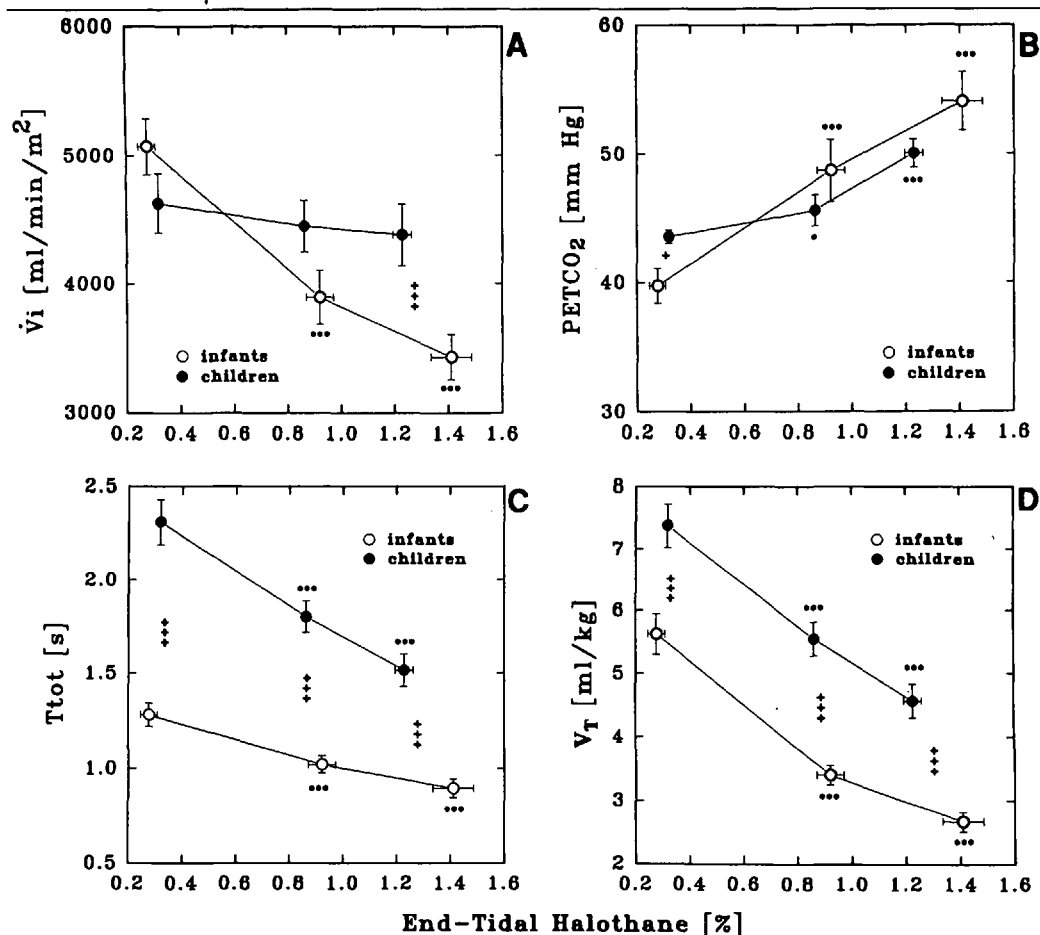 A
V̇i [ml/min/m²]
6000
5000
4000
3000
•••
•••
+++
infants
children
0.2 0.4 0.6 0.8 1.0 1.2 1.4 1.6
B
PETCO₂ [mm Hg]
60
50
40
30
•••
•••
•••
•
+
infants
children
0.2 0.4 0.6 0.8 1.0 1.2 1.4 1.6
C
Ttot [s]
2.5
2.0
1.5
1.0
0.5
infants
children
•••
•••
+++
+++
+++
•••
•••
0.2 0.4 0.6 0.8 1.0 1.2 1.4 1.6
D
V_T [ml/kg]
8
7
6
5
4
3
2
infants
children
+++
•••
•••
+++
+++
•••
•••
0.2 0.4 0.6 0.8 1.0 1.2 1.4 1.6
End-Tidal Halothane [%]